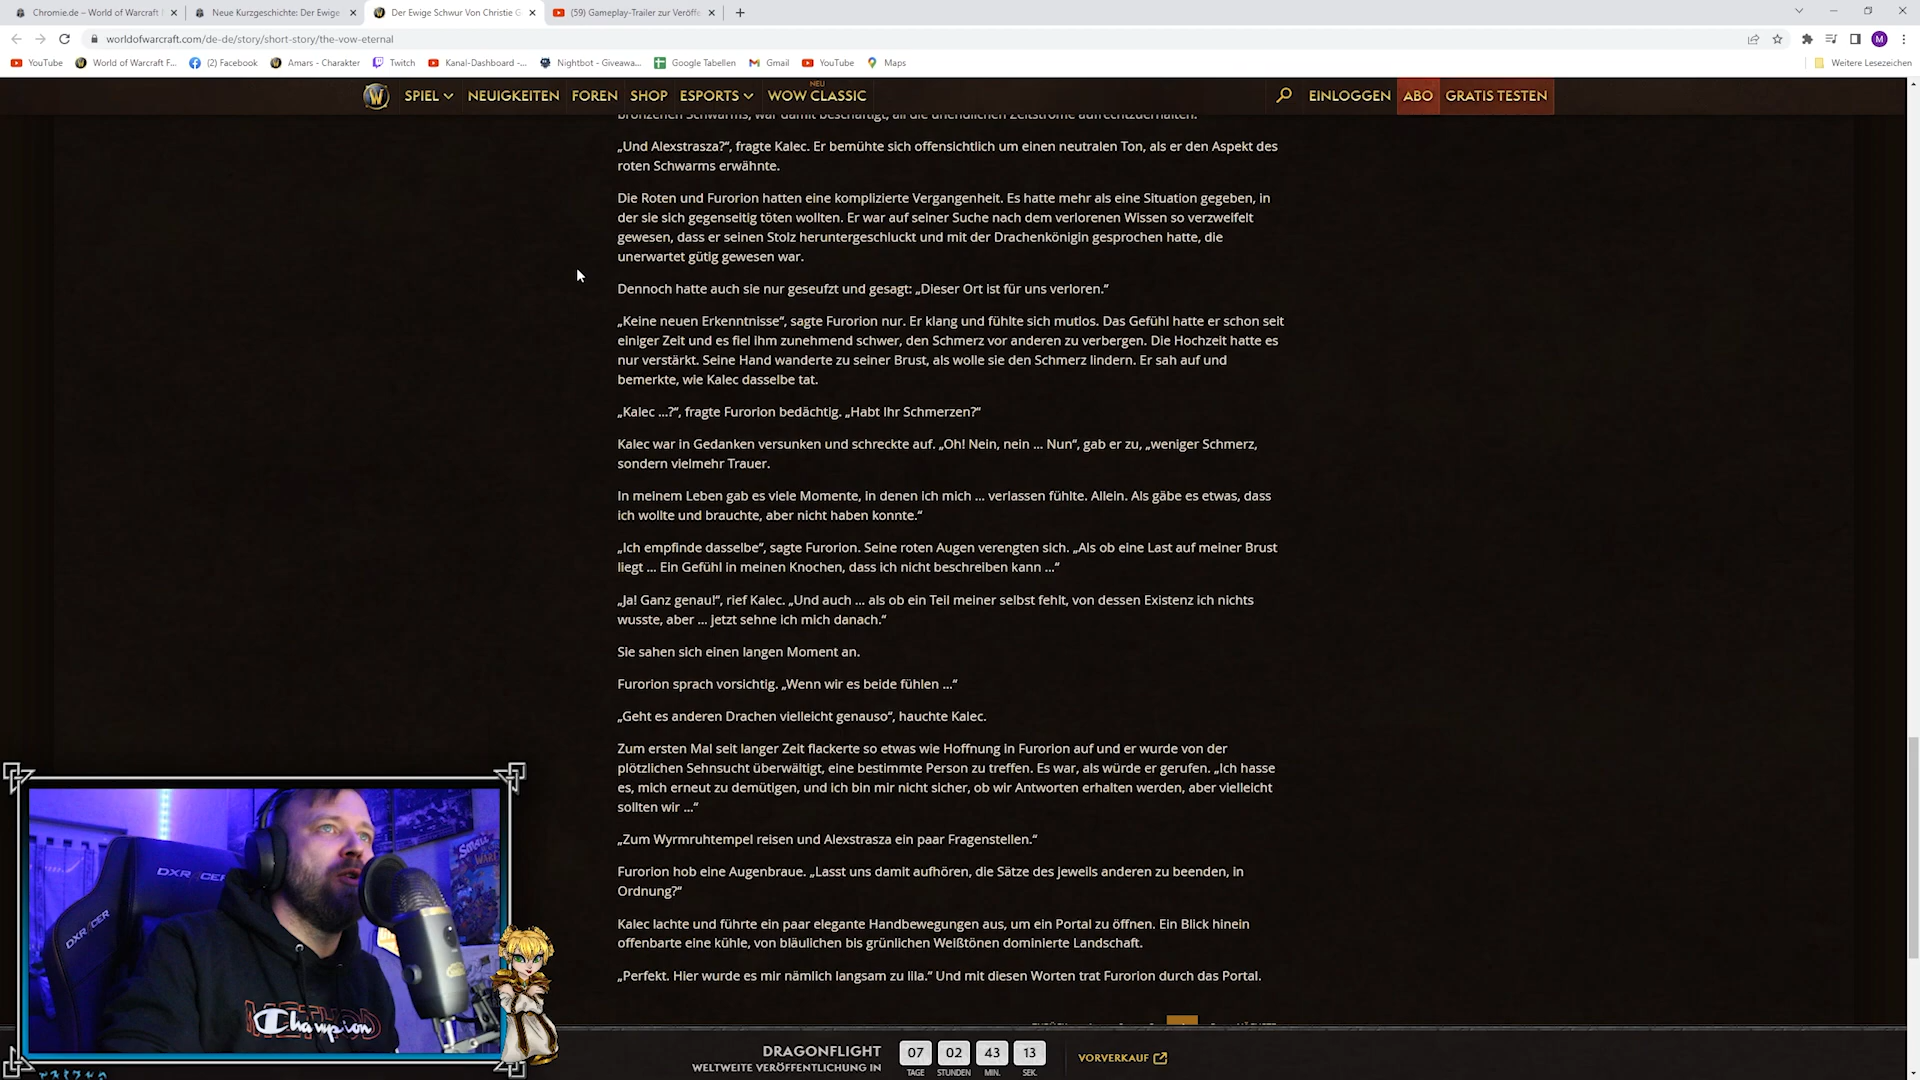 Chromie.de – World of Warcraft
Neue Kurzgeschichte: Der Ewige
Der Ewige Schwur Von Christie G
(59) Gameplay-Trailer zur Veröffe
worldofwarcraft.com/de-de/story/short-story/the-vow-eternal
M
YouTube
World of Warcraft F...
(2) Facebook
Amars - Charakter
Twitch
Kanal-Dashboard -...
Nightbot - Giveawa...
Google Tabellen
Gmail
YouTube
Maps
Weitere Lesezeichen
W SPIEL NEUIGKEITEN FOREN SHOP ESPORTS NEU WOW CLASSIC EINLOGGEN ABO GRATIS TESTEN
bronzenen Schwarms, war damit beschäftigt, all die unendlichen Zeitströme aufrechtzuerhalten.
„Und Alexstrasza?“, fragte Kalec. Er bemühte sich offensichtlich um einen neutralen Ton, als er den Aspekt des
roten Schwarms erwähnte.
Die Roten und Furorion hatten eine komplizierte Vergangenheit. Es hatte mehr als eine Situation gegeben, in
der sie sich gegenseitig töten wollten. Er war auf seiner Suche nach dem verlorenen Wissen so verzweifelt
gewesen, dass er seinen Stolz heruntergeschluckt und mit der Drachenkönigin gesprochen hatte, die
unerwartet gütig gewesen war.
Dennoch hatte auch sie nur geseufzt und gesagt: „Dieser Ort ist für uns verloren.“
„Keine neuen Erkenntnisse“, sagte Furorion nur. Er klang und fühlte sich mutlos. Das Gefühl hatte er schon seit
einiger Zeit und es fiel ihm zunehmend schwer, den Schmerz vor anderen zu verbergen. Die Hochzeit hatte es
nur verstärkt. Seine Hand wanderte zu seiner Brust, als wolle sie den Schmerz lindern. Er sah auf und
bemerkte, wie Kalec dasselbe tat.
„Kalec ...?“, fragte Furorion bedächtig. „Habt Ihr Schmerzen?“
Kalec war in Gedanken versunken und schreckte auf. „Oh! Nein, nein ... Nun“, gab er zu, „weniger Schmerz,
sondern vielmehr Trauer.
In meinem Leben gab es viele Momente, in denen ich mich ... verlassen fühlte. Allein. Als gäbe es etwas, dass
ich wollte und brauchte, aber nicht haben konnte.“
„Ich empfinde dasselbe“, sagte Furorion. Seine roten Augen verengten sich. „Als ob eine Last auf meiner Brust
liegt ... Ein Gefühl in meinen Knochen, dass ich nicht beschreiben kann ...“
„Ja! Ganz genau!“, rief Kalec. „Und auch ... als ob ein Teil meiner selbst fehlt, von dessen Existenz ich nichts
wusste, aber ... jetzt sehne ich mich danach.“
Sie sahen sich einen langen Moment an.
Furorion sprach vorsichtig. „Wenn wir es beide fühlen ...“
„Geht es anderen Drachen vielleicht genauso“, hauchte Kalec.
Zum ersten Mal seit langer Zeit flackerte so etwas wie Hoffnung in Furorion auf und er wurde von der
plötzlichen Sehnsucht überwältigt, eine bestimmte Person zu treffen. Es war, als würde er gerufen. „Ich hasse
es, mich erneut zu demütigen, und ich bin mir nicht sicher, ob wir Antworten erhalten werden, aber vielleicht
sollten wir ...“
„Zum Wyrmruhtempel reisen und Alexstrasza ein paar Fragenstellen.“
Furorion hob eine Augenbraue. „Lasst uns damit aufhören, die Sätze des jeweils anderen zu beenden, in
Ordnung?“
Kalec lachte und führte ein paar elegante Handbewegungen aus, um ein Portal zu öffnen. Ein Blick hinein
offenbarte eine kühle, von bläulichen bis grünlichen Weißtönen dominierte Landschaft.
„Perfekt. Hier wurde es mir nämlich langsam zu lila.“ Und mit diesen Worten trat Furorion durch das Portal.
DXRACER
DXRACER
SMALL
WORLD
METHOD
Champion
DRAGONFLIGHT
WELTWEITE VERÖFFENTLICHUNG IN
07 02 43 13
TAGE STUNDEN MIN. SEK.
VORVERKAUF